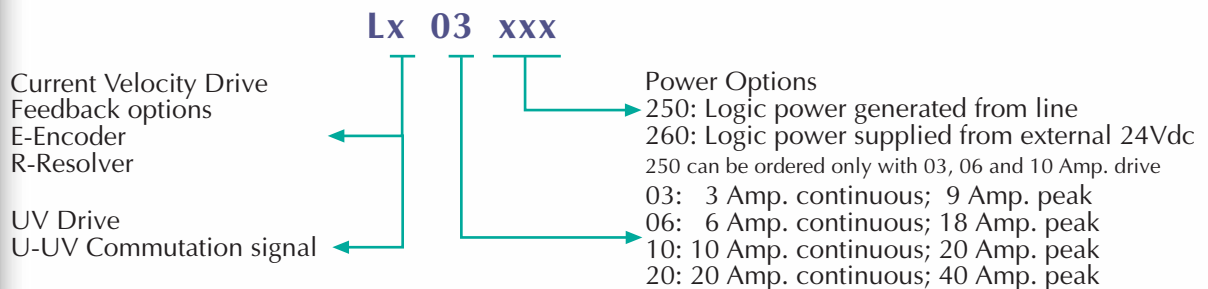 Lx 03 xxx
Current Velocity Drive
Feedback options
E-Encoder
R-Resolver
UV Drive
U-UV Commutation signal
Power Options
250: Logic power generated from line
260: Logic power supplied from external 24Vdc
250 can be ordered only with 03, 06 and 10 Amp. drive
03: 3 Amp. continuous; 9 Amp. peak
06: 6 Amp. continuous; 18 Amp. peak
10: 10 Amp. continuous; 20 Amp. peak
20: 20 Amp. continuous; 40 Amp. peak